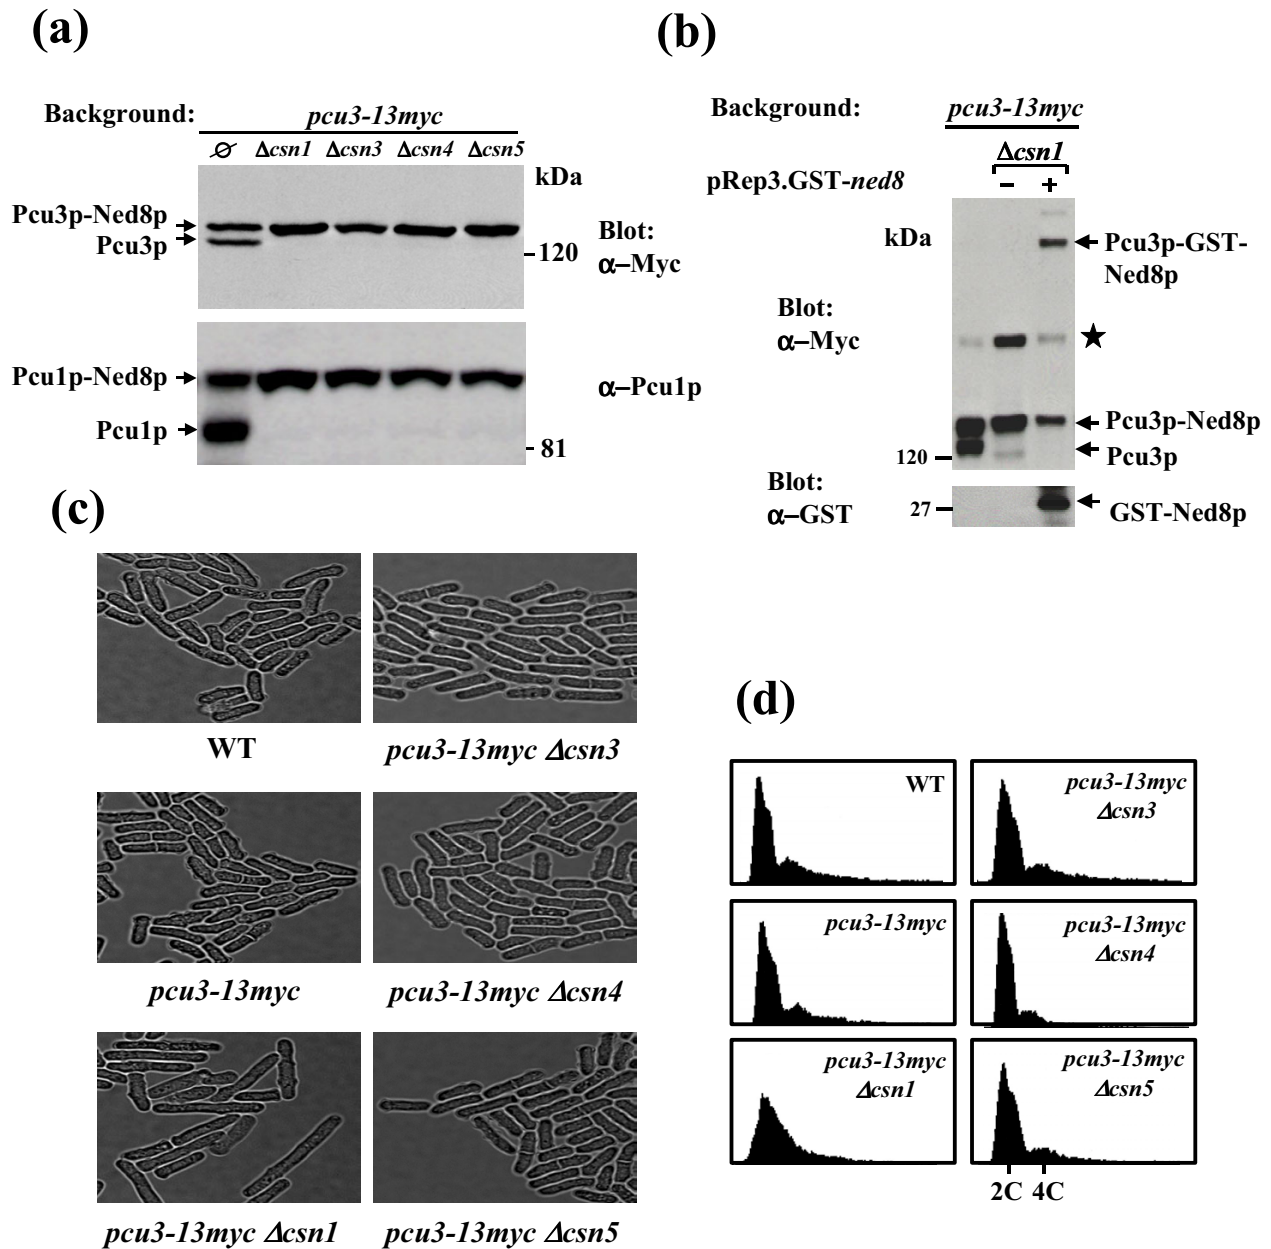 (a)
Background: pcu3-13myc
∅ Δcsn1 Δcsn3 Δcsn4 Δcsn5
kDa
Pcu3p-Ned8p
Pcu3p
120
Blot:
α–Myc
Pcu1p-Ned8p
Pcu1p
81
α–Pcu1p
(b)
Background: pcu3-13myc
Δcsn1
pRep3.GST-ned8 – +
kDa
Pcu3p-GST-
Ned8p
Blot:
α–Myc
★
Pcu3p-Ned8p
Pcu3p
120
Blot:
α–GST
27
GST-Ned8p
(c)
WT
pcu3-13myc Δcsn3
pcu3-13myc
pcu3-13myc Δcsn4
pcu3-13myc Δcsn1
pcu3-13myc Δcsn5
(d)
WT
pcu3-13myc
Δcsn3
pcu3-13myc
pcu3-13myc
Δcsn4
pcu3-13myc
Δcsn1
pcu3-13myc
Δcsn5
2C 4C